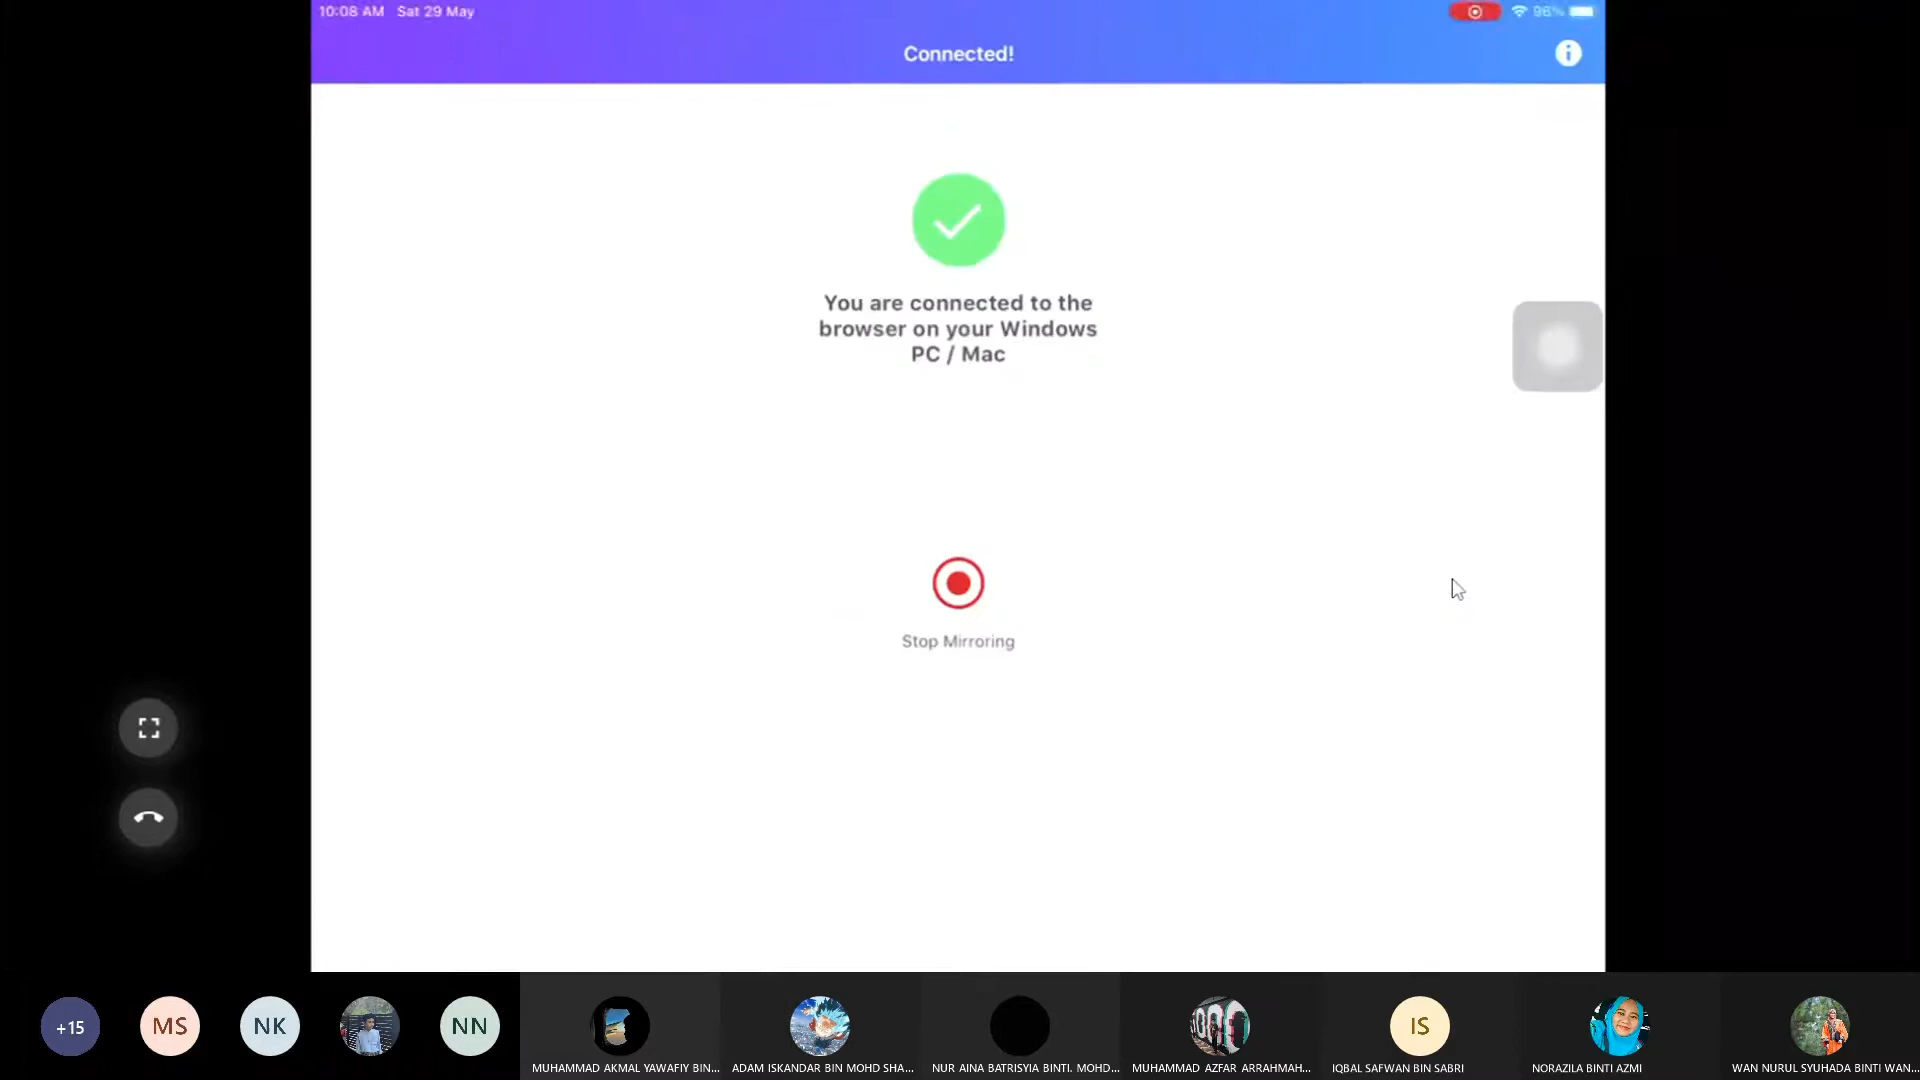 10:08 AM Sat 29 May
96%
Connected!
You are connected to the
browser on your Windows
PC / Mac
Stop Mirroring
+15
MS
NK
NN
IS
MUHAMMAD AKMAL YAWAFIY BIN...
ADAM ISKANDAR BIN MOHD SHA...
NUR AINA BATRISYIA BINTI. MOHD...
MUHAMMAD AZFAR ARRAHMAH...
IQBAL SAFWAN BIN SABRI
NORAZILA BINTI AZMI
WAN NURUL SYUHADA BINTI WAN...